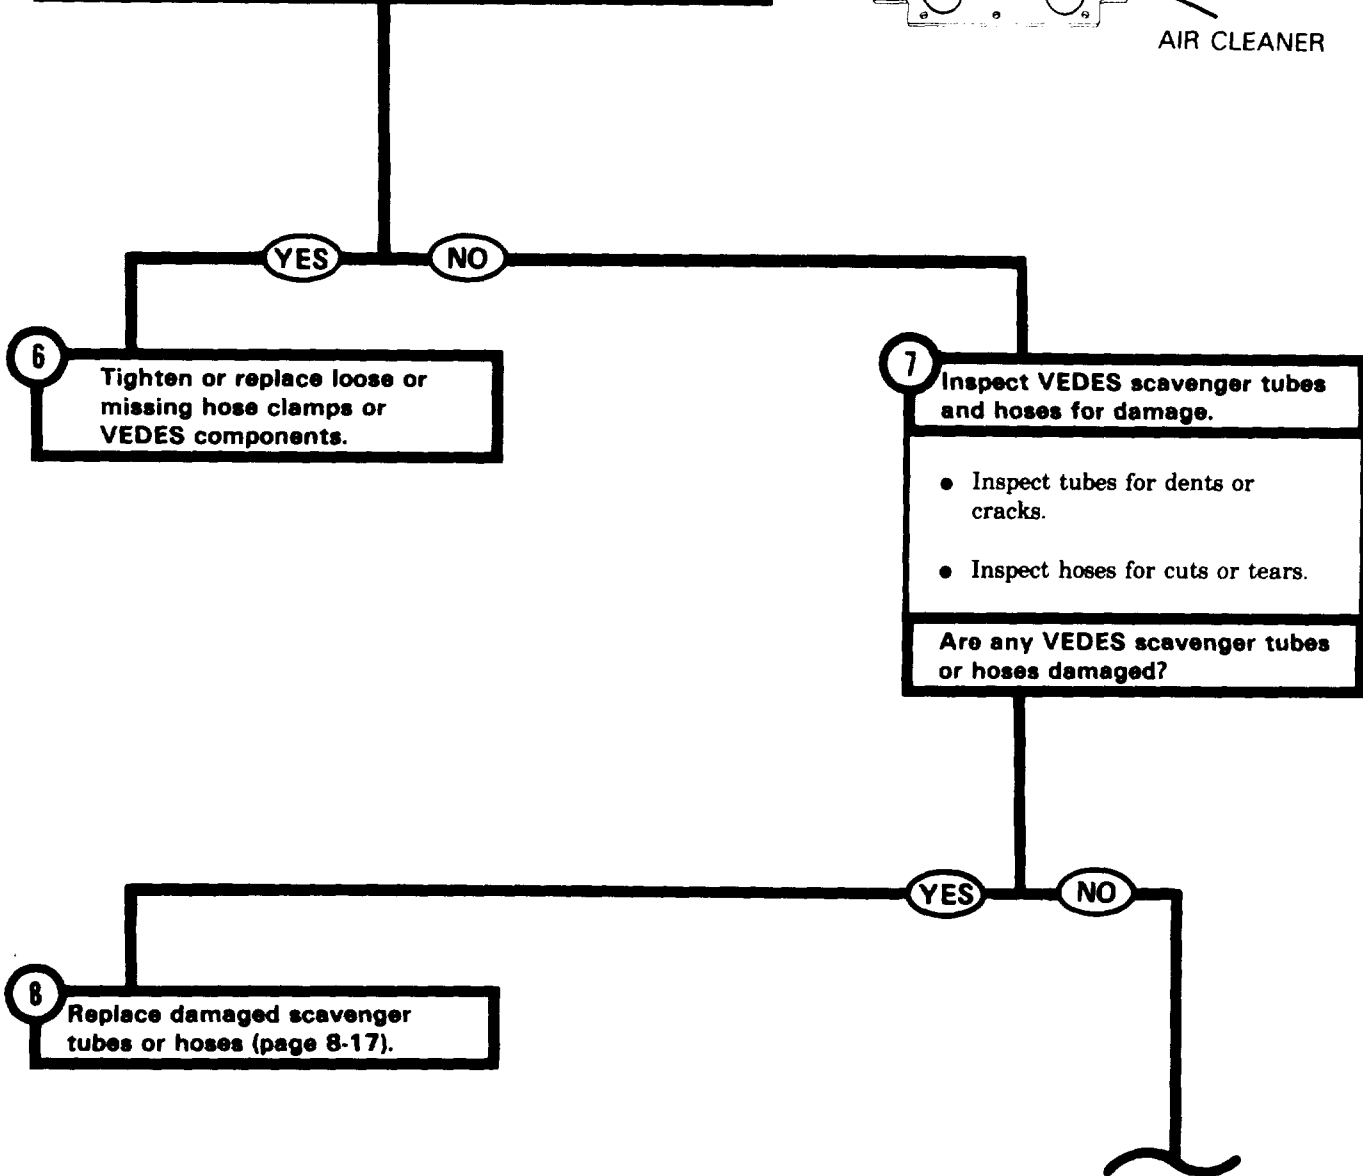 AIR CLEANER
YES
NO
6
Tighten or replace loose or
missing hose clamps or
VEDES components.
7
Inspect VEDES scavenger tubes
and hoses for damage.
● Inspect tubes for dents or
cracks.
● Inspect hoses for cuts or tears.
Are any VEDES scavenger tubes
or hoses damaged?
YES
NO
8
Replace damaged scavenger
tubes or hoses (page 8-17).